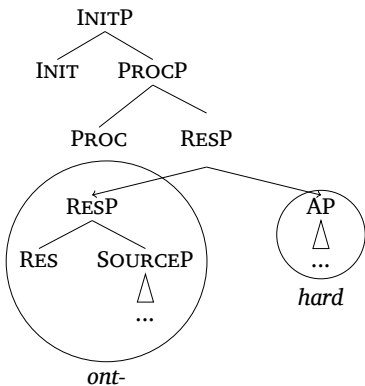 INITP
INIT PROCP
PROC RESP
RESP AP
RES SOURCEP ...
...
hard
ont-